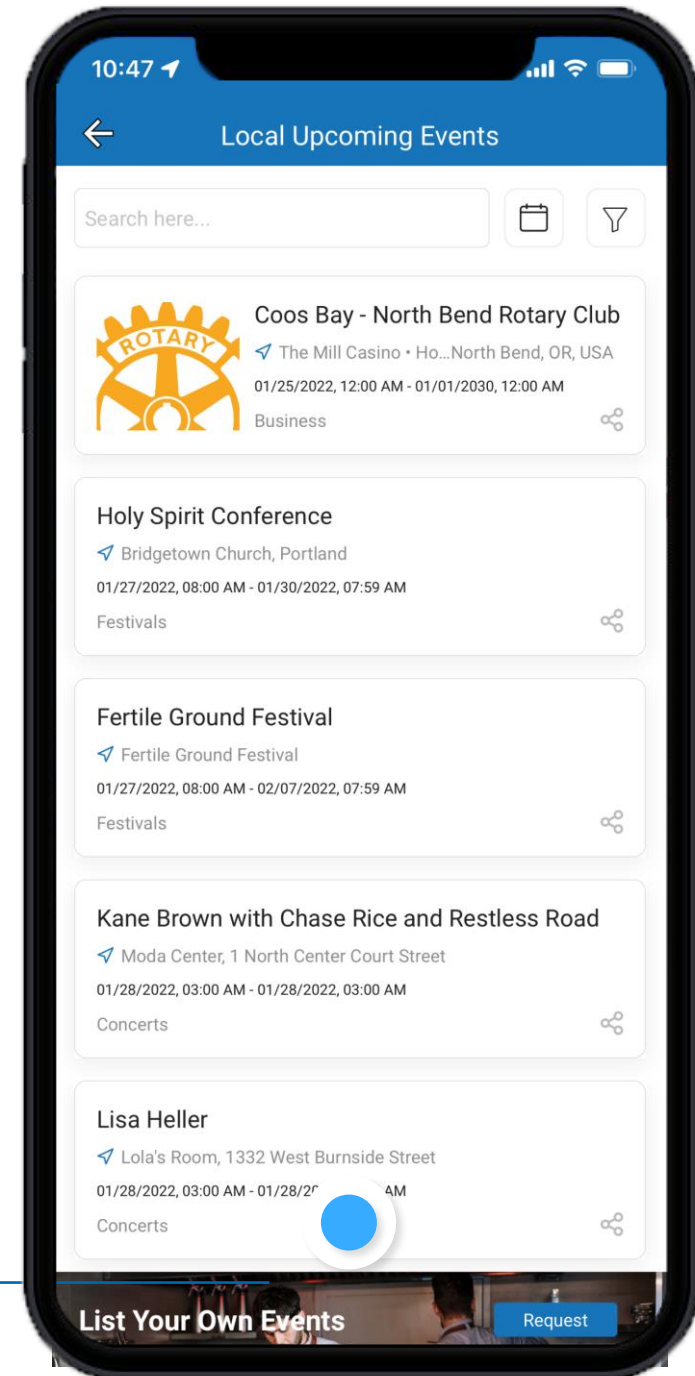 10:47
Local Upcoming Events
Search here...
ROTARY
Coos Bay - North Bend Rotary Club
The Mill Casino • Ho...North Bend, OR, USA
01/25/2022, 12:00 AM - 01/01/2030, 12:00 AM
Business
Holy Spirit Conference
Bridgetown Church, Portland
01/27/2022, 08:00 AM - 01/30/2022, 07:59 AM
Festivals
Fertile Ground Festival
Fertile Ground Festival
01/27/2022, 08:00 AM - 02/07/2022, 07:59 AM
Festivals
Kane Brown with Chase Rice and Restless Road
Moda Center, 1 North Center Court Street
01/28/2022, 03:00 AM - 01/28/2022, 03:00 AM
Concerts
Lisa Heller
Lola's Room, 1332 West Burnside Street
01/28/2022, 03:00 AM - 01/28/20 AM
Concerts
List Your Own Events
Request